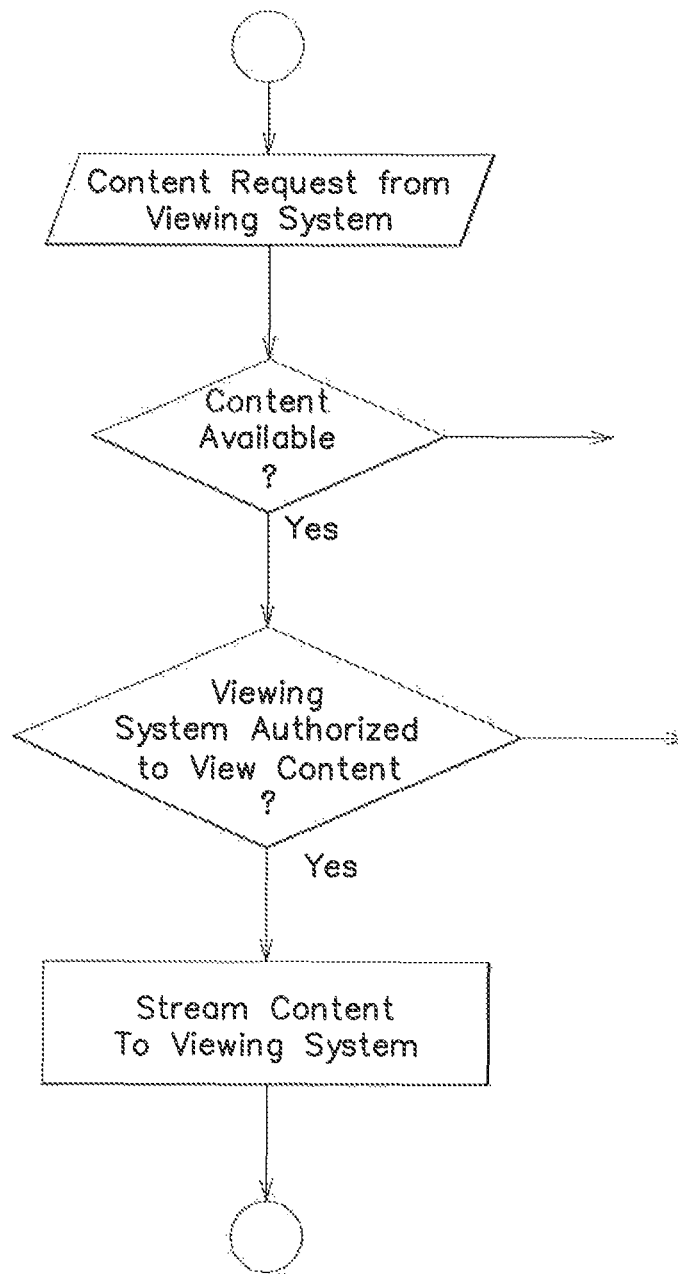 Content Request from
Viewing System
Content
Available
?
Yes
Viewing
System Authorized
to View Content
?
Yes
Stream Content
To Viewing System